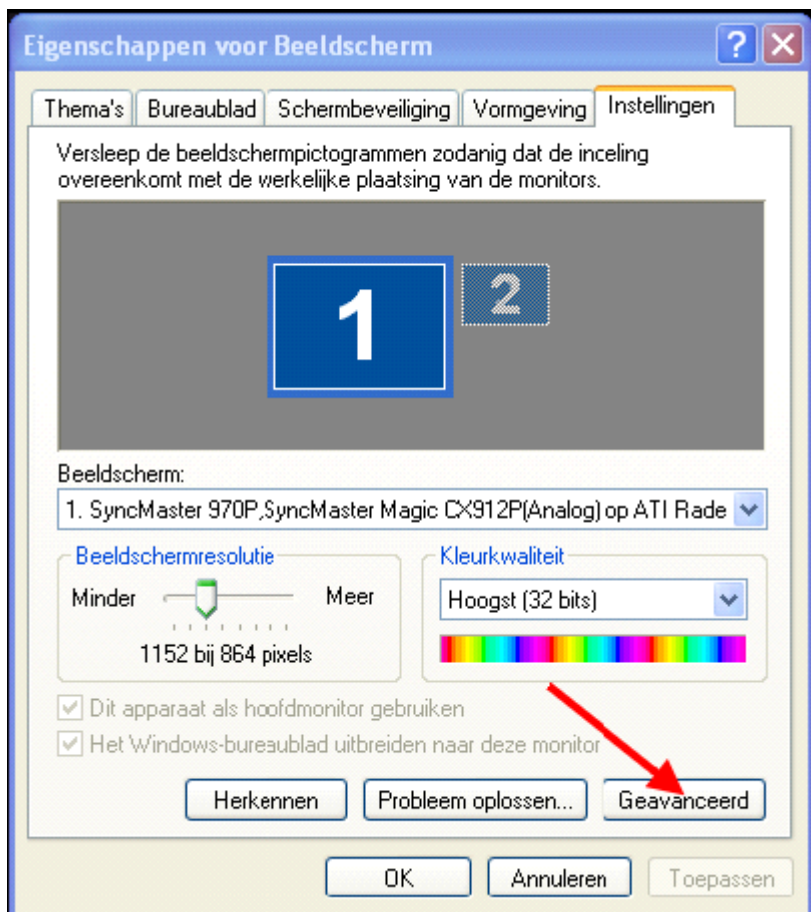 Eigenschappen voor Beeldscherm
Thema's Bureaublad Schermbeveiliging Vormgeving Instellingen
Versleep de beeldschermpictogrammen zodanig dat de inceling
overeenkomt met de werkelijke plaatsing van de monitors.
1 2
Beeldscherm:
1. SyncMaster 970P,SyncMaster Magic CX912P(Analog) op ATI Rade
Beeldschermresolutie Kleurkwaliteit
Minder Meer Hoogst (32 bits)
1152 bij 864 pixels
Dit apparaat als hoofdmonitor gebruiken
Het Windows-bureaublad uitbreiden naar deze monitor
Herkennen Probleem oplossen... Geavanceerd
OK Annuleren Toepassen